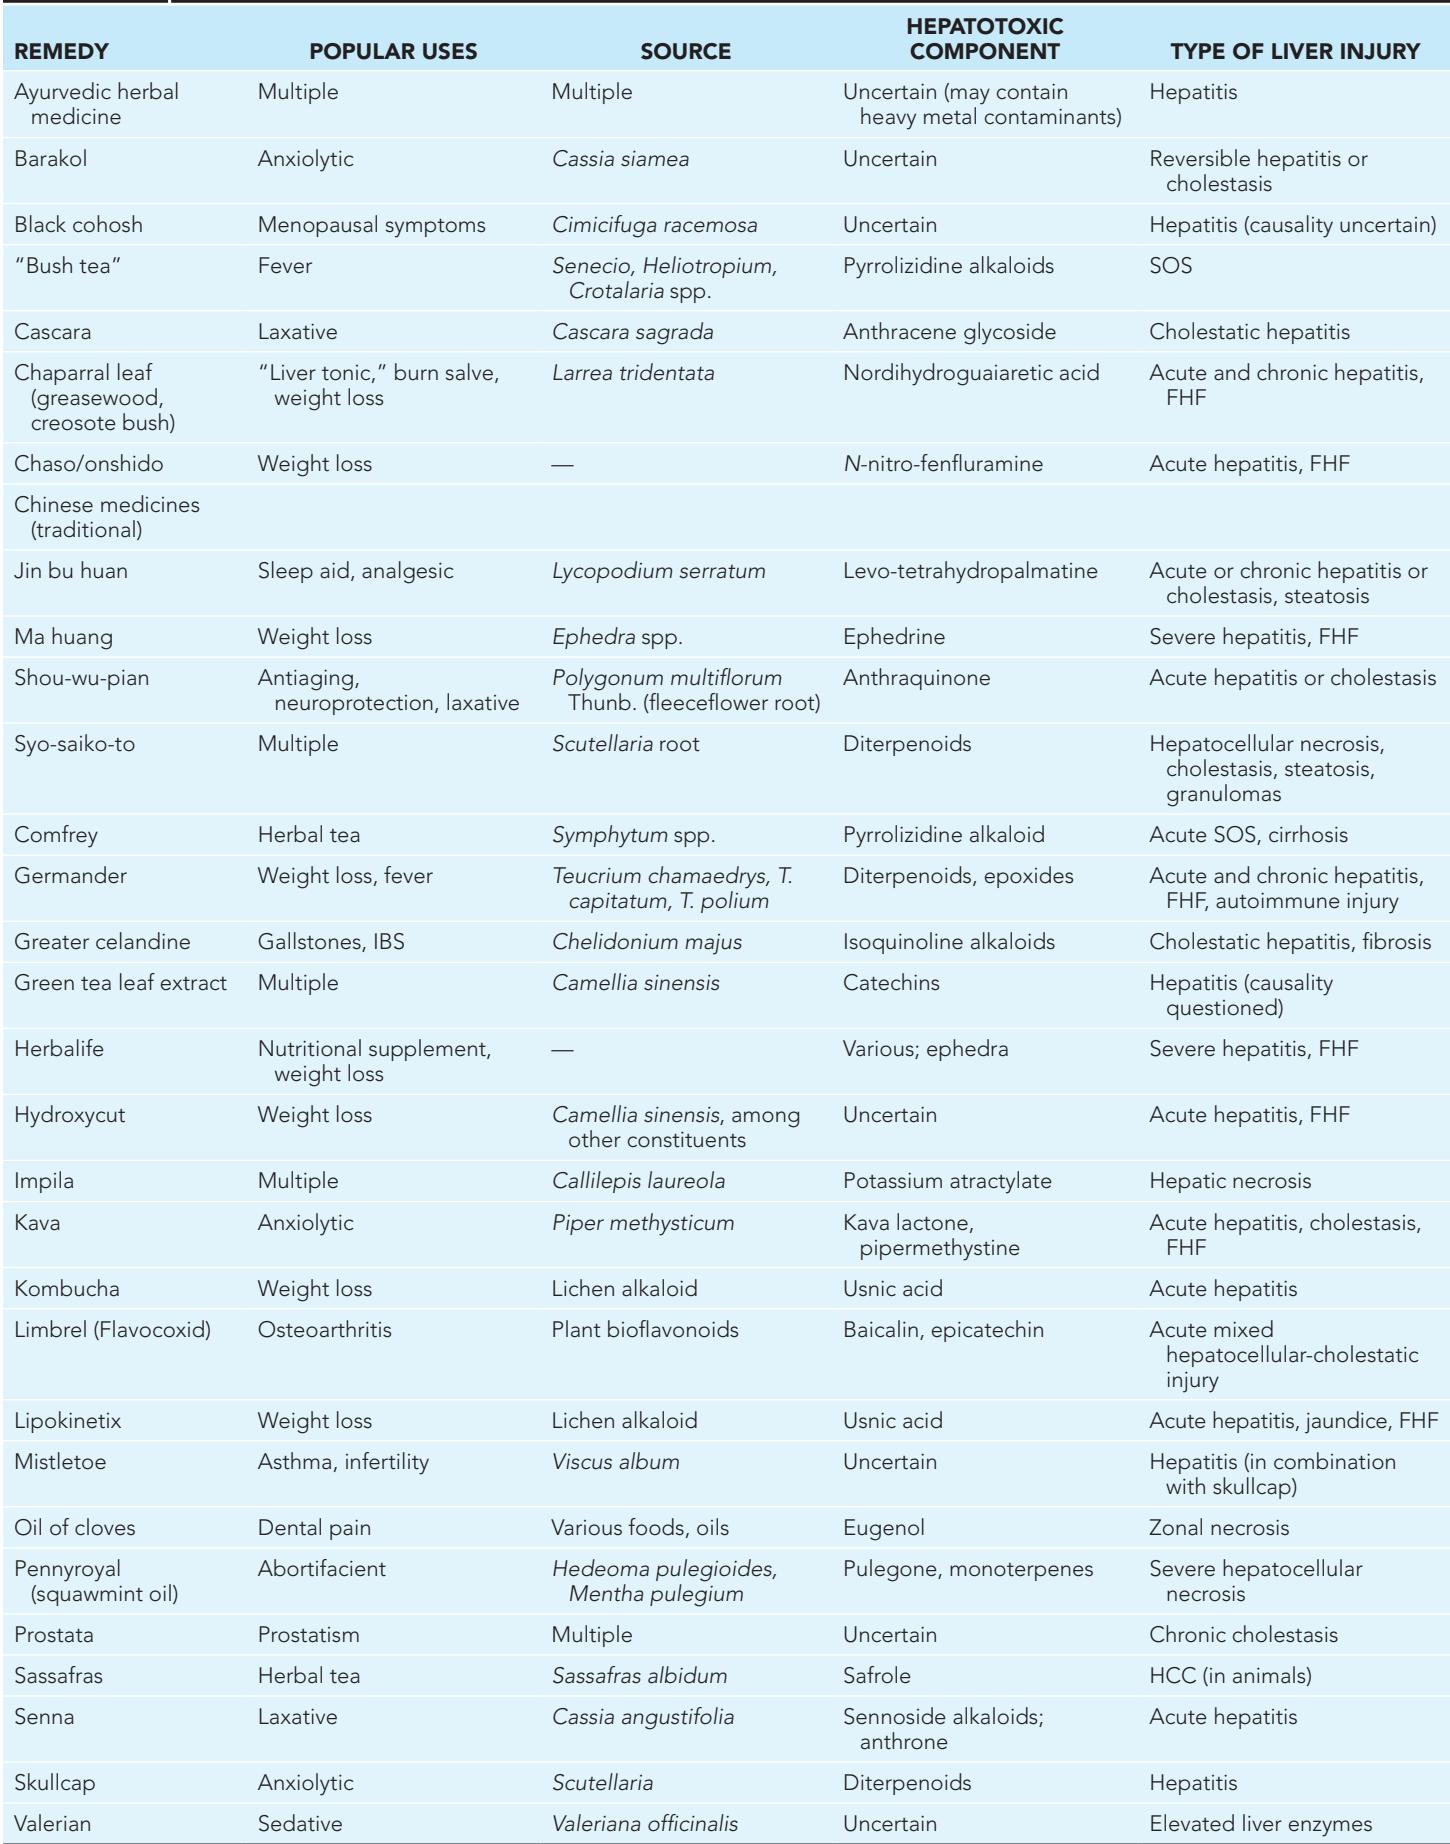 REMEDY POPULAR USES SOURCE HEPATOTOXIC COMPONENT TYPE OF LIVER INJURY
Ayurvedic herbal Multiple Multiple Uncertain (may contain Hepatitis
medicine heavy metal contaminants)
Barakol Anxiolytic Cassia siamea Uncertain Reversible hepatitis or
cholestasis
Black cohosh Menopausal symptoms Cimicifuga racemosa Uncertain Hepatitis (causality uncertain)
“Bush tea” Fever Senecio, Heliotropium, Pyrrolizidine alkaloids SOS
Crotalaria spp.
Cascara Laxative Cascara sagrada Anthracene glycoside Cholestatic hepatitis
Chaparral leaf “Liver tonic,” burn salve, Larrea tridentata Nordihydroguaiaretic acid Acute and chronic hepatitis,
(greasewood, weight loss FHF
creosote bush)
Chaso/onshido Weight loss — N-nitro-fenfluramine Acute hepatitis, FHF
Chinese medicines
(traditional)
Jin bu huan Sleep aid, analgesic Lycopodium serratum Levo-tetrahydropalmatine Acute or chronic hepatitis or
cholestasis, steatosis
Ma huang Weight loss Ephedra spp. Ephedrine Severe hepatitis, FHF
Shou-wu-pian Antiaging, Polygonum multiflorum Anthraquinone Acute hepatitis or cholestasis
neuroprotection, laxative Thunb. (fleeceflower root)
Syo-saiko-to Multiple Scutellaria root Diterpenoids Hepatocellular necrosis,
cholestasis, steatosis,
granulomas
Comfrey Herbal tea Symphytum spp. Pyrrolizidine alkaloid Acute SOS, cirrhosis
Germander Weight loss, fever Teucrium chamaedrys, T. Diterpenoids, epoxides Acute and chronic hepatitis,
capitatum, T. polium FHF, autoimmune injury
Greater celandine Gallstones, IBS Chelidonium majus Isoquinoline alkaloids Cholestatic hepatitis, fibrosis
Green tea leaf extract Multiple Camellia sinensis Catechins Hepatitis (causality
questioned)
Herbalife Nutritional supplement, — Various; ephedra Severe hepatitis, FHF
weight loss
Hydroxycut Weight loss Camellia sinensis, among Uncertain Acute hepatitis, FHF
other constituents
Impila Multiple Callilepis laureola Potassium atractylate Hepatic necrosis
Kava Anxiolytic Piper methysticum Kava lactone, Acute hepatitis, cholestasis,
pipermethystine FHF
Kombucha Weight loss Lichen alkaloid Usnic acid Acute hepatitis
Limbrel (Flavocoxid) Osteoarthritis Plant bioflavonoids Baicalin, epicatechin Acute mixed
hepatocellular-cholestatic
injury
Lipokinetix Weight loss Lichen alkaloid Usnic acid Acute hepatitis, jaundice, FHF
Mistletoe Asthma, infertility Viscus album Uncertain Hepatitis (in combination
with skullcap)
Oil of cloves Dental pain Various foods, oils Eugenol Zonal necrosis
Pennyroyal Abortifacient Hedeoma pulegioides, Pulegone, monoterpenes Severe hepatocellular
(squawmint oil) Mentha pulegium necrosis
Prostata Prostatism Multiple Uncertain Chronic cholestasis
Sassafras Herbal tea Sassafras albidum Safrole HCC (in animals)
Senna Laxative Cassia angustifolia Sennoside alkaloids; Acute hepatitis
anthrone
Skullcap Anxiolytic Scutellaria Diterpenoids Hepatitis
Valerian Sedative Valeriana officinalis Uncertain Elevated liver enzymes